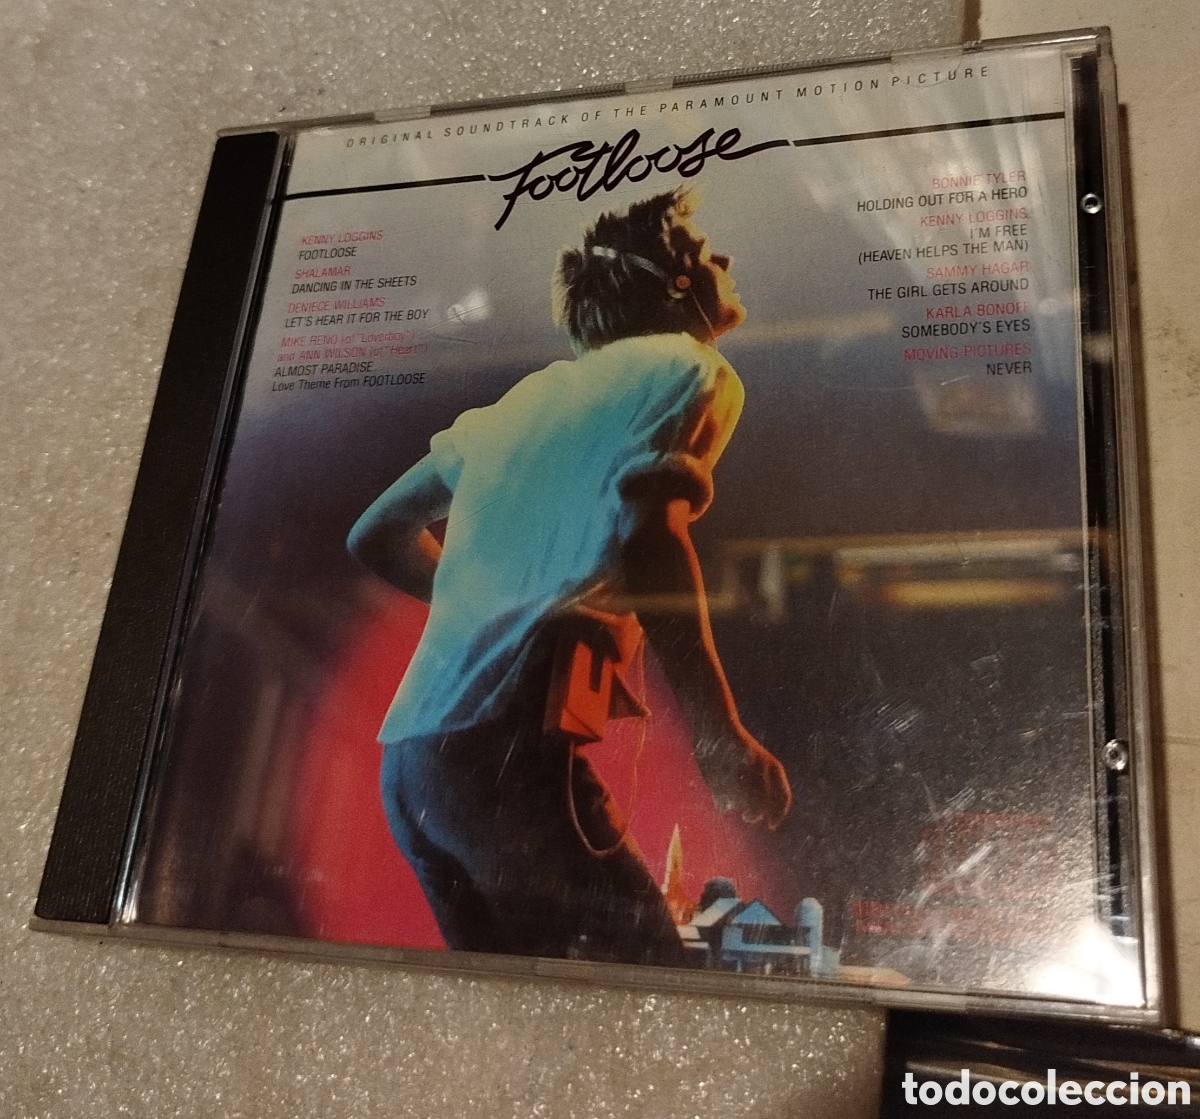 ORIGINAL SOUNDTRACK OF THE PARAMOUNT MOTION PICTURE
Footloose
KENNY LOGGINS
FOOTLOOSE
SHALAMAR
DANCING IN THE SHEETS
DENIECE WILLIAMS
LET'S HEAR IT FOR THE BOY
MIKE RENO (of "Loverboy")
and ANN WILSON (of "Heart")
ALMOST PARADISE
Love Theme From FOOTLOOSE
BONNIE TYLER
HOLDING OUT FOR A HERO
KENNY LOGGINS
I'M FREE
(HEAVEN HELPS THE MAN)
SAMMY HAGAR
THE GIRL GETS AROUND
KARLA BONOFF
SOMEBODY'S EYES
MOVING PICTURES
NEVER
todocoleccion